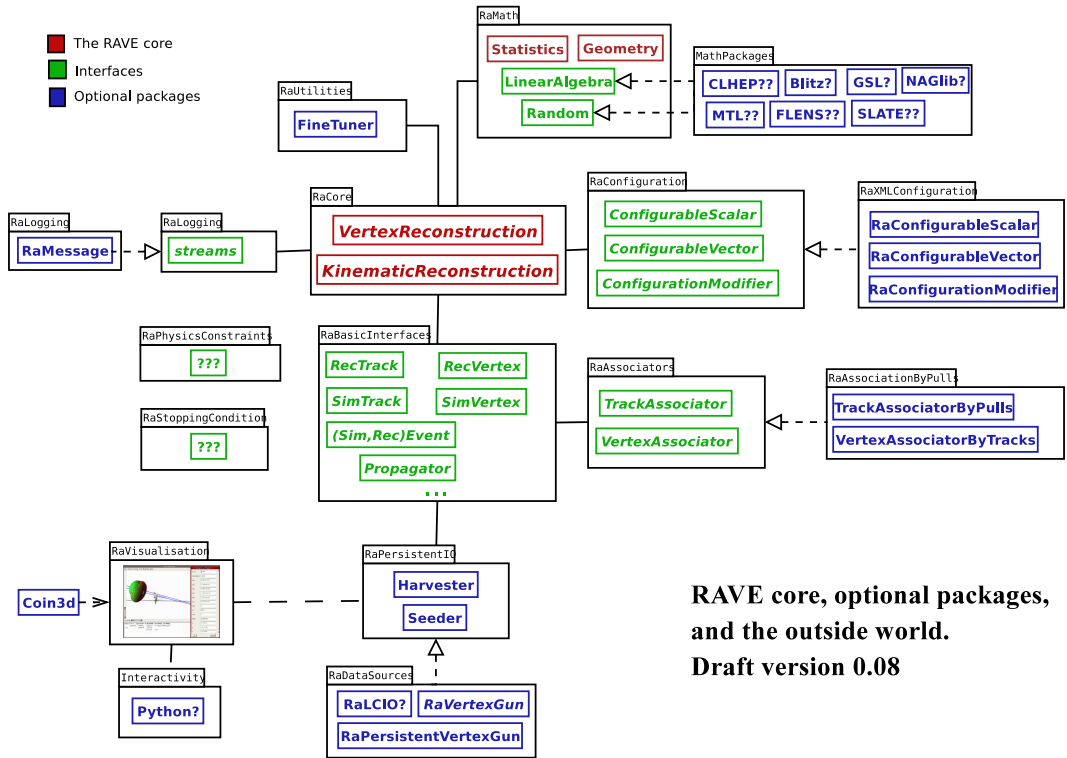 The RAVE core
Interfaces
Optional packages
RaMath
Statistics
Geometry
LinearAlgebra
Random
MathPackages
CLHEP??
Blitz?
GSL?
NAGlib?
MTL??
FLENS??
SLATE??
RaUtilities
FineTuner
RaCore
VertexReconstruction
KinematicReconstruction
RaConfiguration
ConfigurableScalar
ConfigurableVector
ConfigurationModifier
RaXMLConfiguration
RaConfigurableScalar
RaConfigurableVector
RaConfigurationModifier
RaLogging
RaMessage
RaLogging
streams
RaPhysicsConstraints
???
RaStoppingCondition
???
RaBasicInterfaces
RecTrack
RecVertex
SimTrack
SimVertex
(Sim,Rec)Event
Propagator
...
RaAssociators
TrackAssociator
VertexAssociator
RaAssociationByPulls
TrackAssociatorByPulls
VertexAssociatorByTracks
RaVisualisation
Coin3d
RaPersistentIO
Harvester
Seeder
Interactivity
Python?
RaDataSources
RaLCIO?
RaVertexGun
RaPersistentVertexGun
RAVE core, optional packages,
and the outside world.
Draft version 0.08